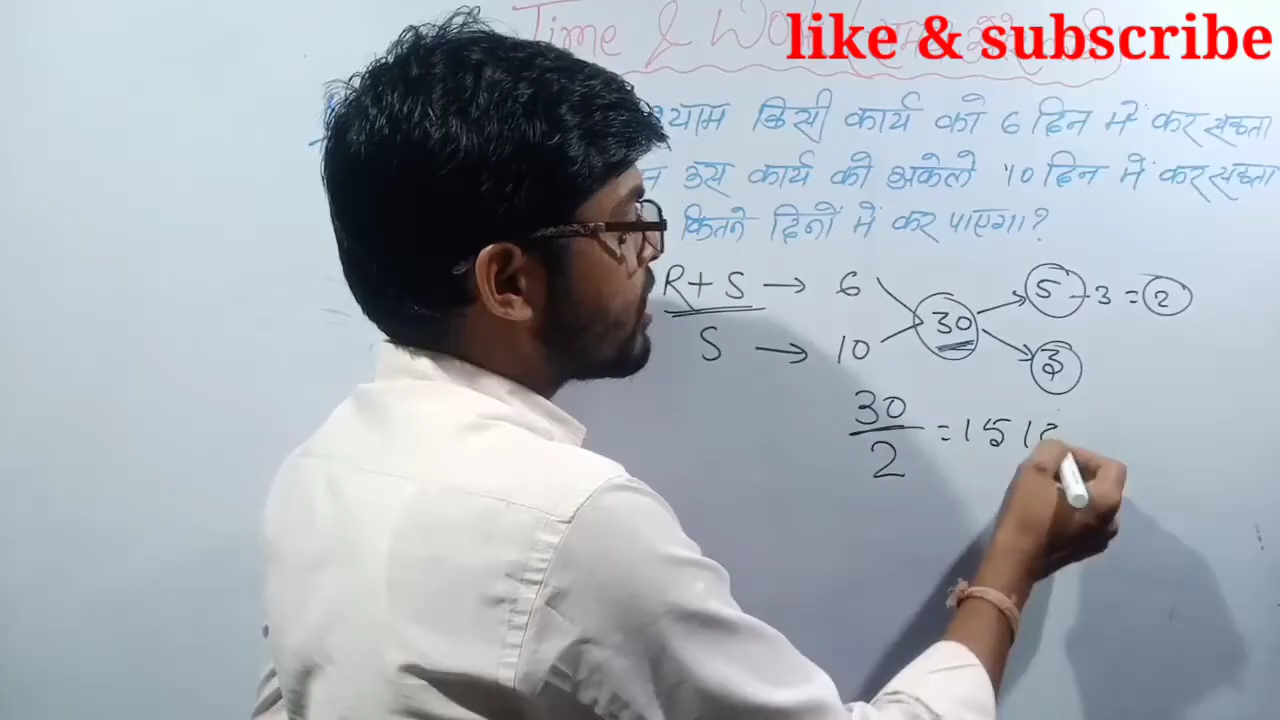 Time & Work
like & subscribe
श्याम किसी कार्य को 6 दिन में कर सकता
उस कार्य को अकेले 10 दिन में कर सकता
कितने दिनों में कर पाएगा?
R+S → 6
30
5 - 3 = 2
S → 10
3
30/2 = 15 दि